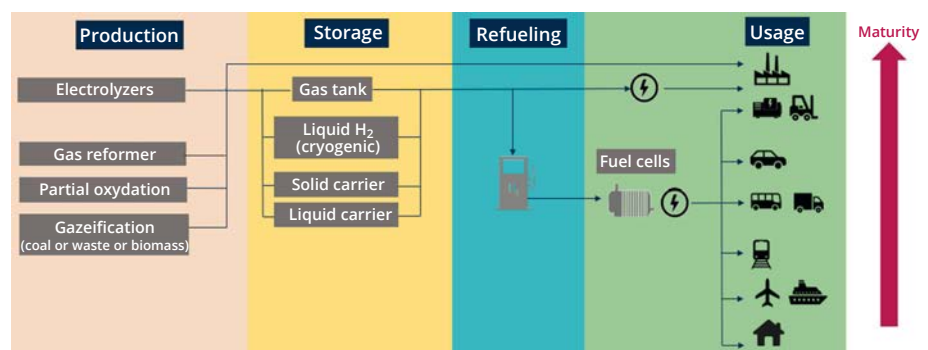 Production
Storage
Refueling
Usage
Maturity
Electrolyzers
Gas tank
Liquid H₂
(cryogenic)
Gas reformer
Fuel cells
Partial oxydation
Solid carrier
Liquid carrier
Gazeification
(coal or waste or biomass)